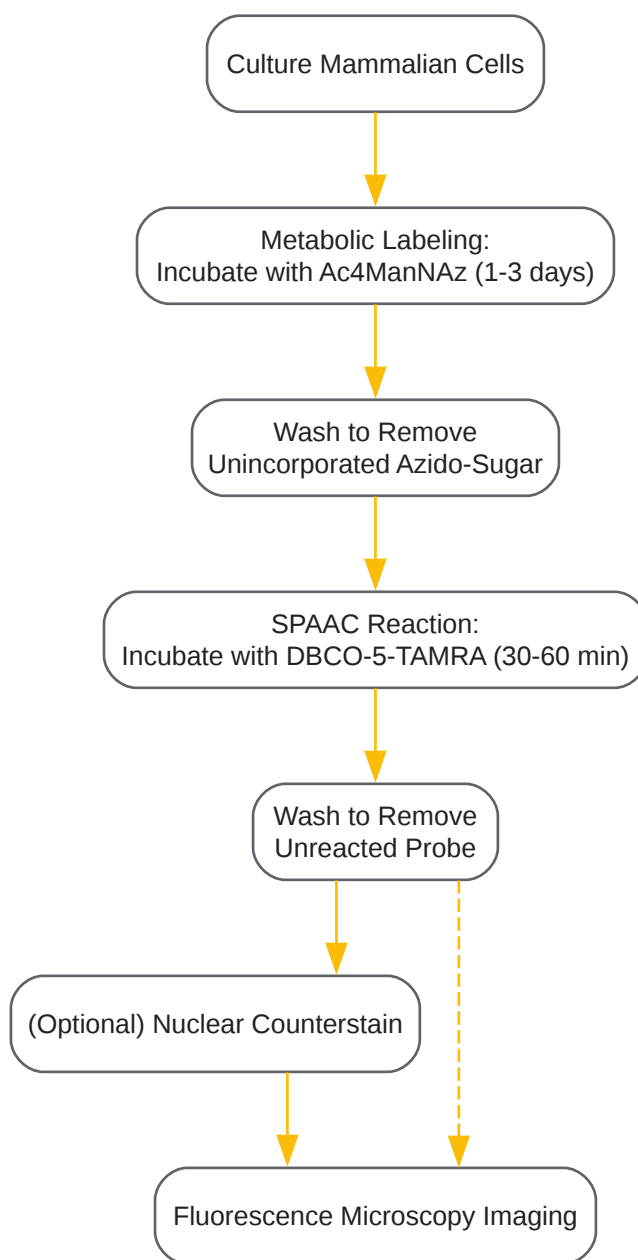 Culture Mammalian Cells
Metabolic Labeling:
Incubate with Ac4ManNAz (1-3 days)
Wash to Remove
Unincorporated Azido-Sugar
SPAAC Reaction:
Incubate with DBCO-5-TAMRA (30-60 min)
Wash to Remove
Unreacted Probe
(Optional) Nuclear Counterstain
Fluorescence Microscopy Imaging